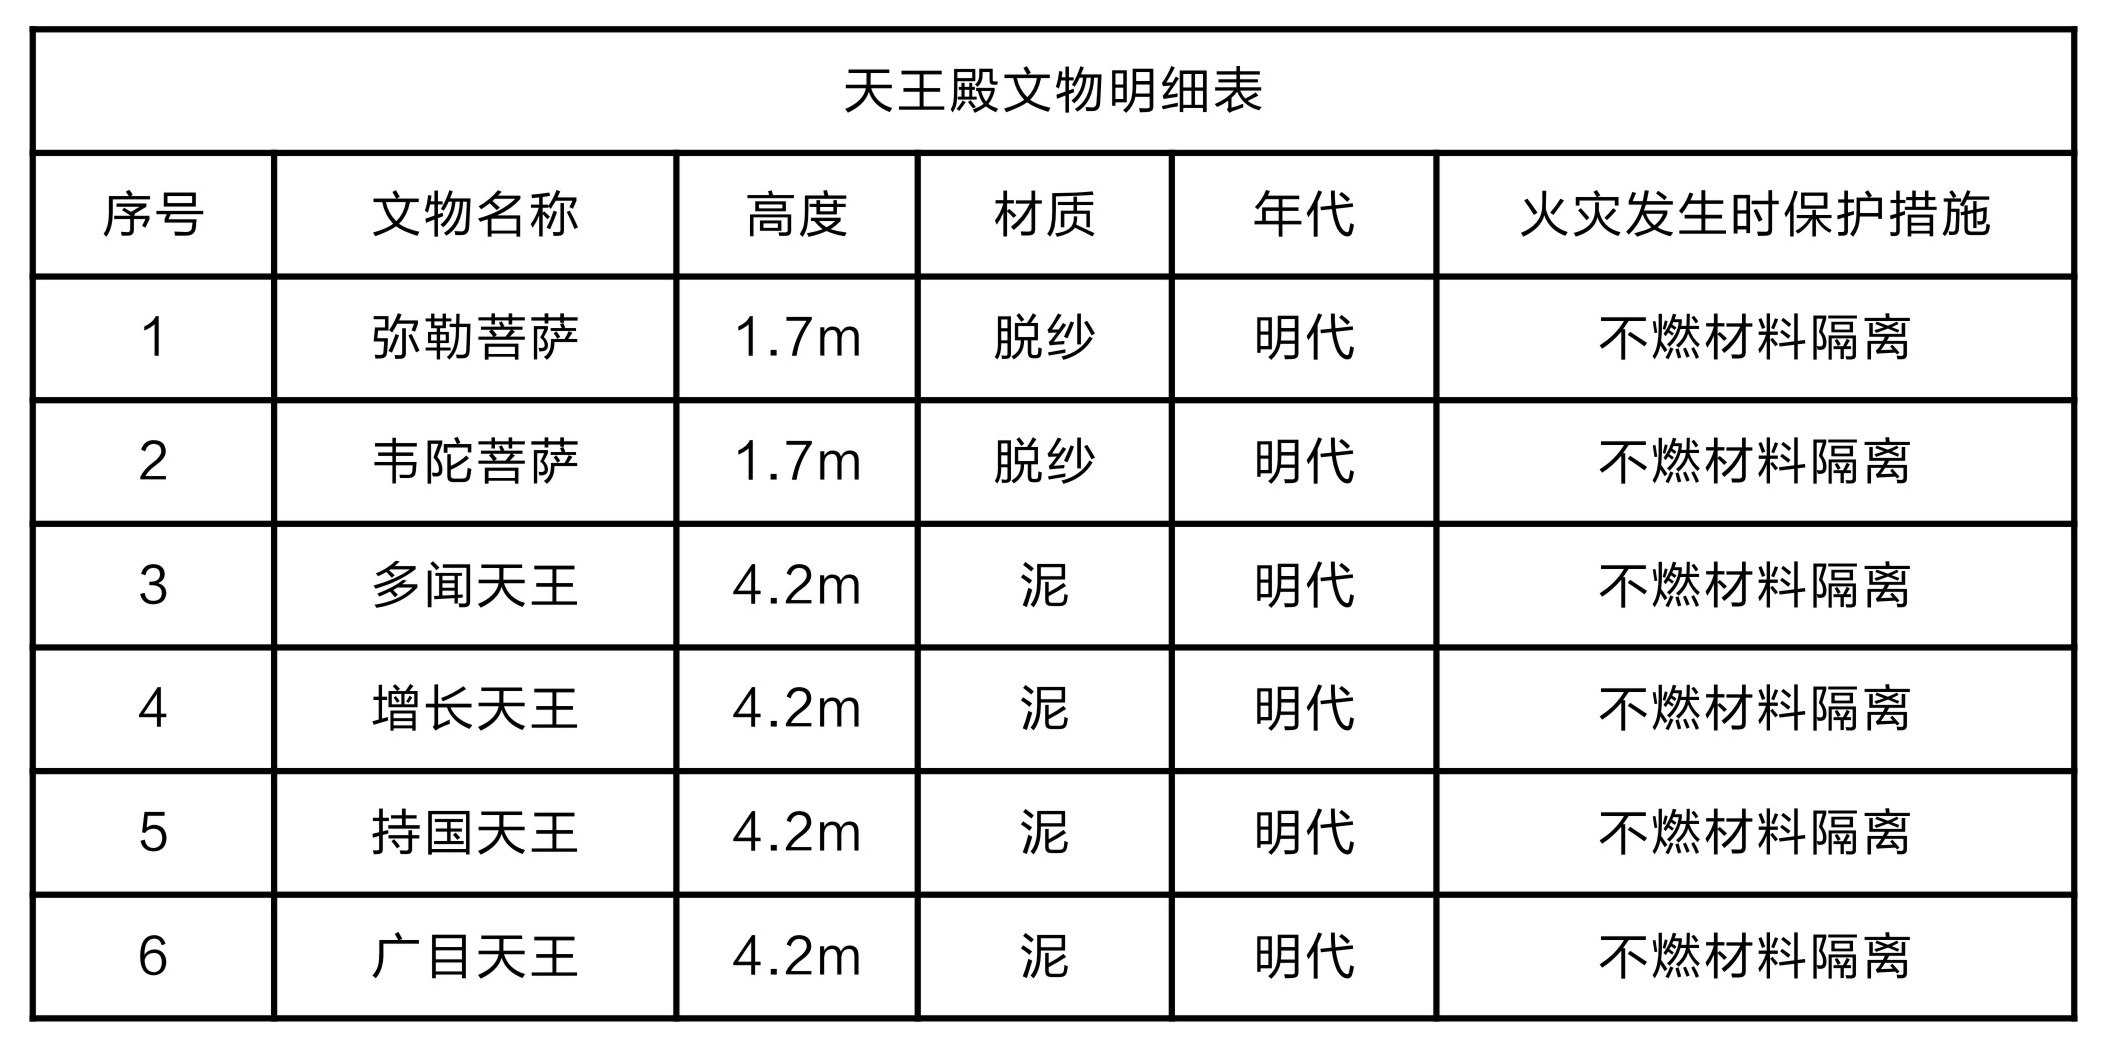 天王殿文物明细表
序号 文物名称 高度 材质 年代 火灾发生时保护措施
1 弥勒菩萨 1.7m 脱纱 明代 不燃材料隔离
2 韦陀菩萨 1.7m 脱纱 明代 不燃材料隔离
3 多闻天王 4.2m 泥 明代 不燃材料隔离
4 增长天王 4.2m 泥 明代 不燃材料隔离
5 持国天王 4.2m 泥 明代 不燃材料隔离
6 广目天王 4.2m 泥 明代 不燃材料隔离